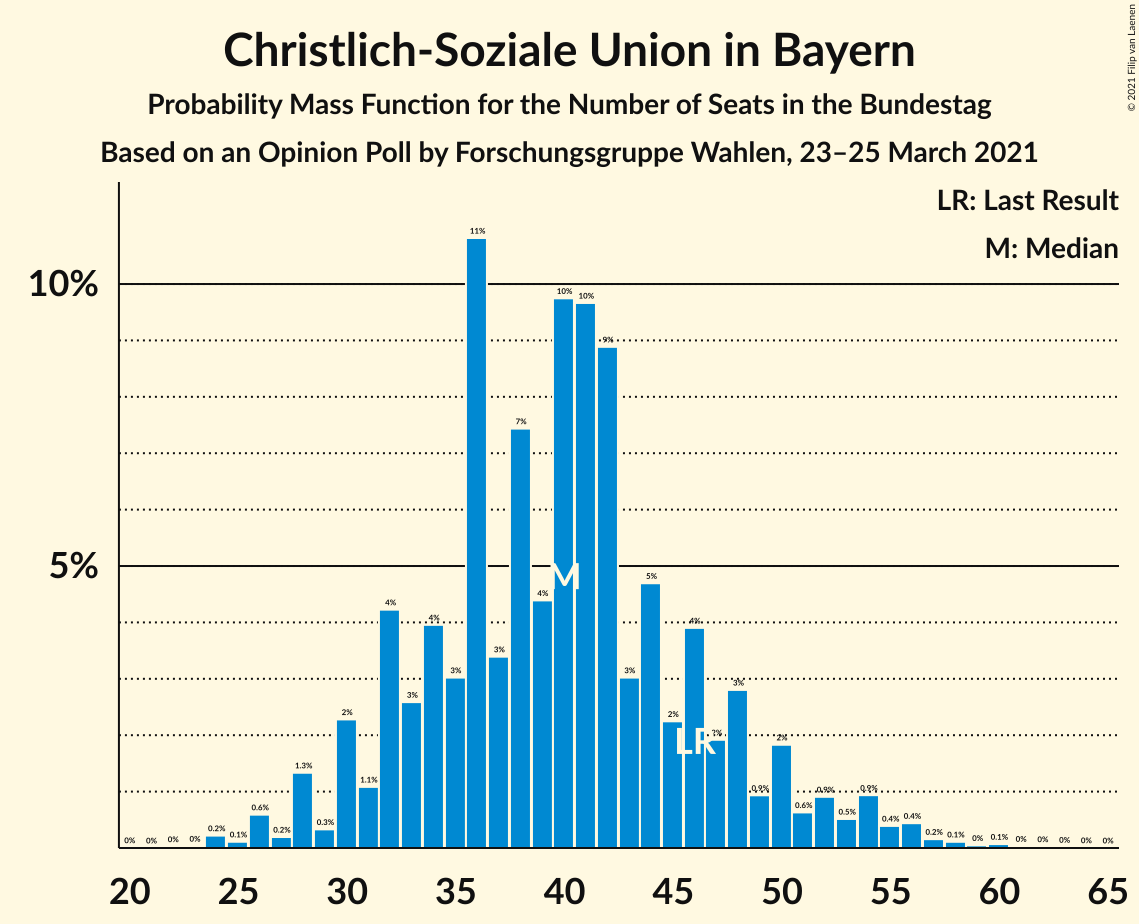 Christlich-Soziale Union in Bayern
Probability Mass Function for the Number of Seats in the Bundestag
Based on an Opinion Poll by Forschungsgruppe Wahlen, 23–25 March 2021
© 2021 Filip van Laenen
LR: Last Result
M: Median
10%
5%
0% 0% 0% 0% 0.2% 0.1% 0.6% 0.2% 1.3% 0.3% 2% 1.1% 4% 3% 4% 3% 11% 3% 7% 4% 10% 10% 9% 3% 5% 2% 4% 2% 3% 0.9% 2% 0.6% 0.9% 0.5% 0.9% 0.4% 0.4% 0.2% 0.1% 0% 0.1% 0% 0% 0% 0% 0%
M
LR
20 25 30 35 40 45 50 55 60 65